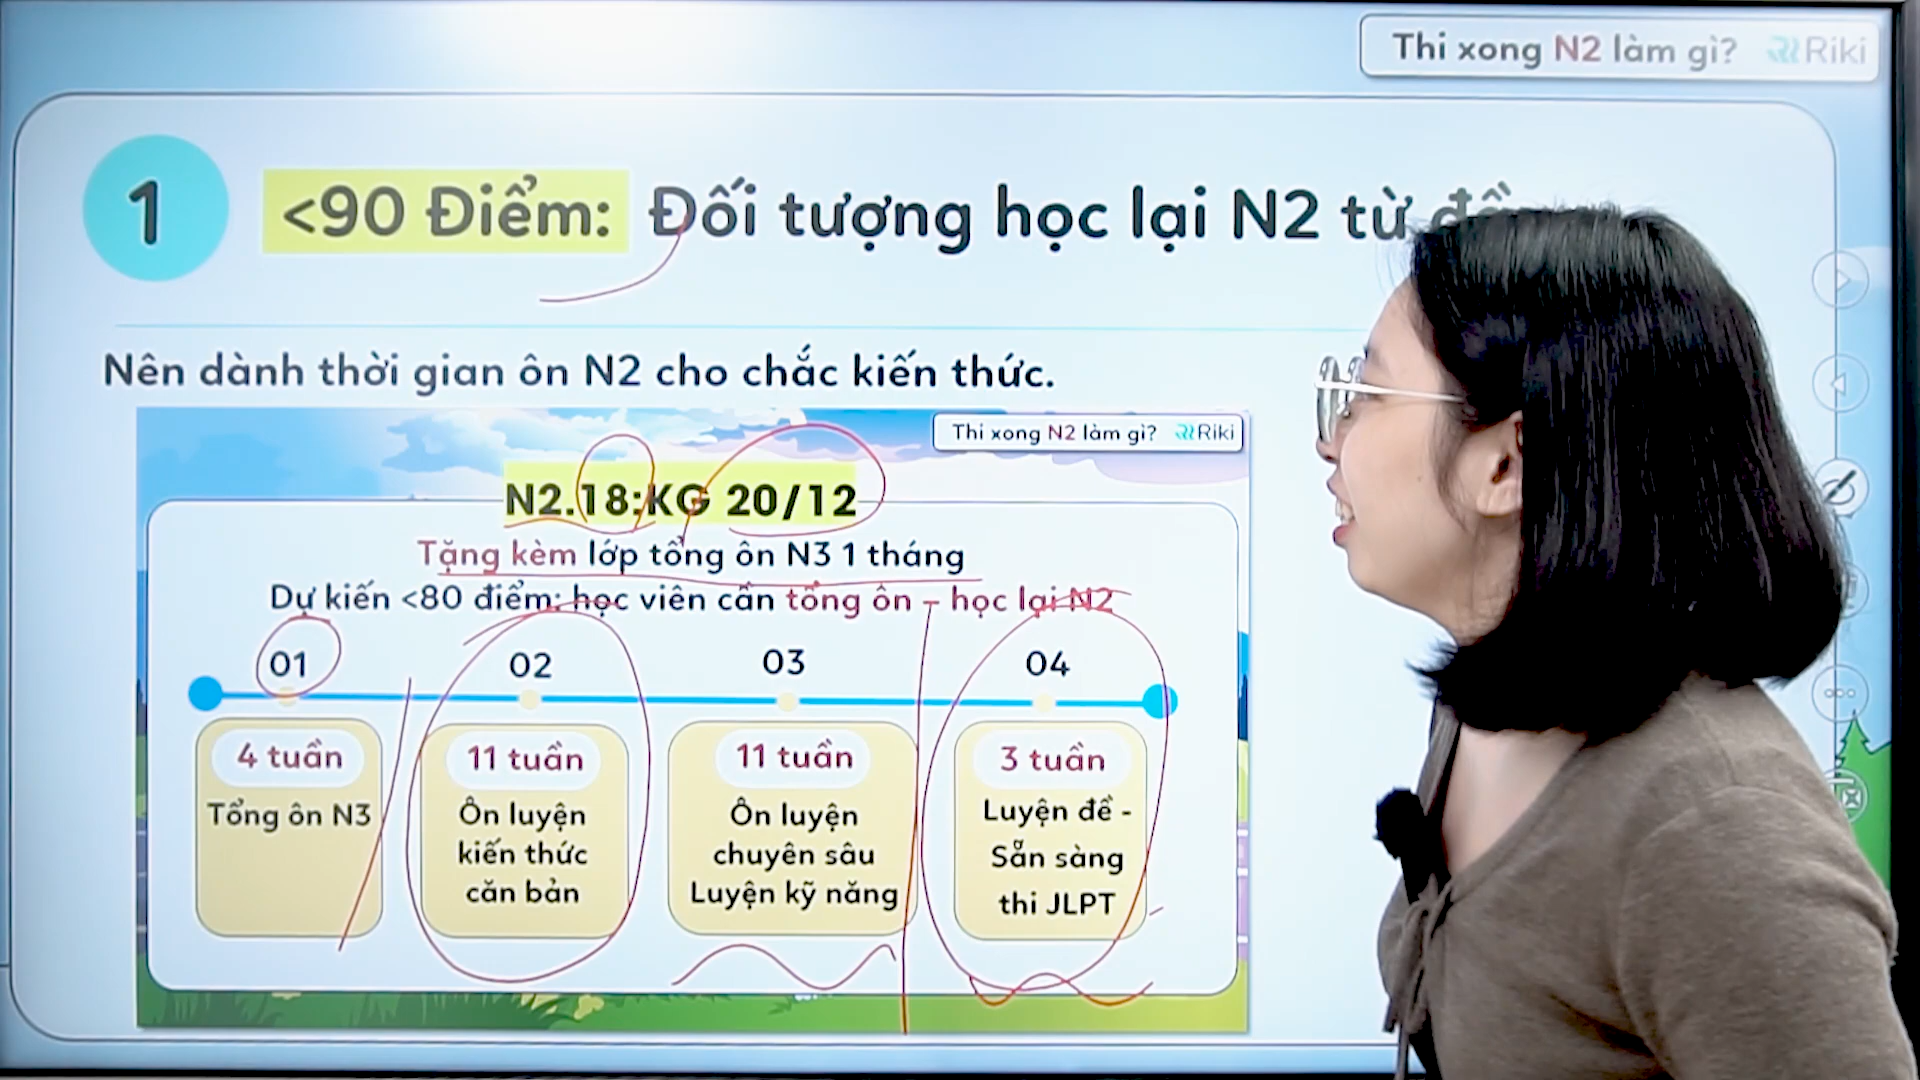 Thi xong N2 làm gì? Riki
1
<90 Điểm: Đối tượng học lại N2 từ
Nên dành thời gian ôn N2 cho chắc kiến thức.
Thi xong N2 làm gì? Riki
N2.18:KG 20/12
Tặng kèm lớp tổng ôn N3 1 tháng
Dự kiến <80 điểm: học viên cần tổng ôn – học lại N2
01
02
03
04
4 tuần
Tổng ôn N3
11 tuần
Ôn luyện
kiến thức
căn bản
11 tuần
Ôn luyện
chuyên sâu
Luyện kỹ năng
3 tuần
Luyện đề -
Sẵn sàng
thi JLPT